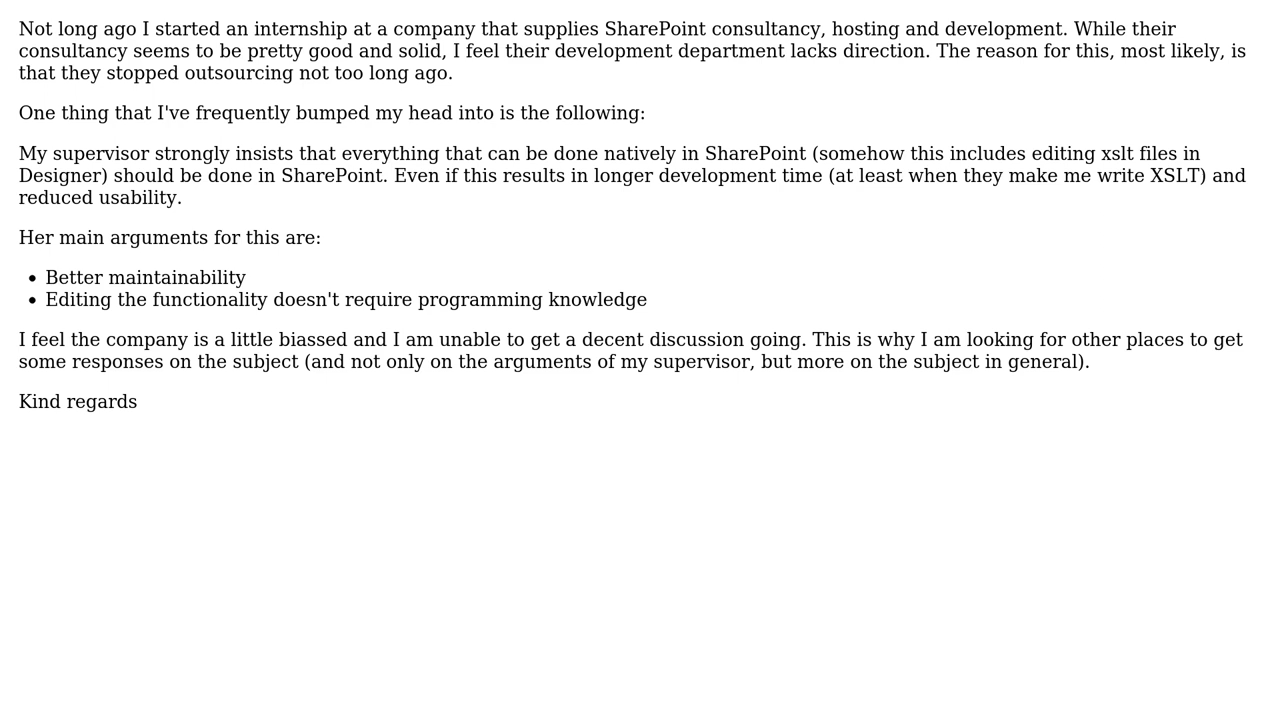 Not long ago I started an internship at a company that supplies SharePoint consultancy, hosting and development. While their
consultancy seems to be pretty good and solid, I feel their development department lacks direction. The reason for this, most likely, is
that they stopped outsourcing not too long ago.
One thing that I've frequently bumped my head into is the following:
My supervisor strongly insists that everything that can be done natively in SharePoint (somehow this includes editing xslt files in
Designer) should be done in SharePoint. Even if this results in longer development time (at least when they make me write XSLT) and
reduced usability.
Her main arguments for this are:
• Better maintainability
• Editing the functionality doesn't require programming knowledge
I feel the company is a little biassed and I am unable to get a decent discussion going. This is why I am looking for other places to get
some responses on the subject (and not only on the arguments of my supervisor, but more on the subject in general).
Kind regards